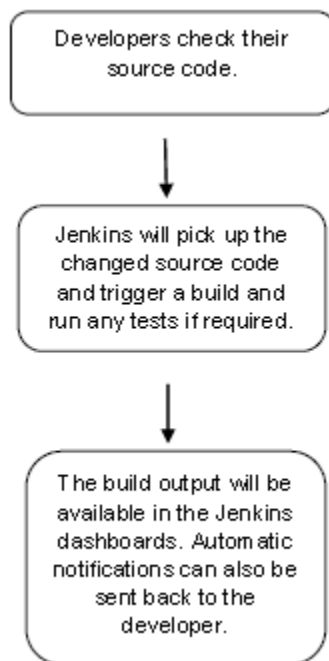 Developers check their
source code.
Jenkins will pick up the
changed source code
and trigger a build and
run any tests if required.
The build output will be
available in the Jenkins
dashboards. Automatic
notifications can also be
sent back to the
developer.